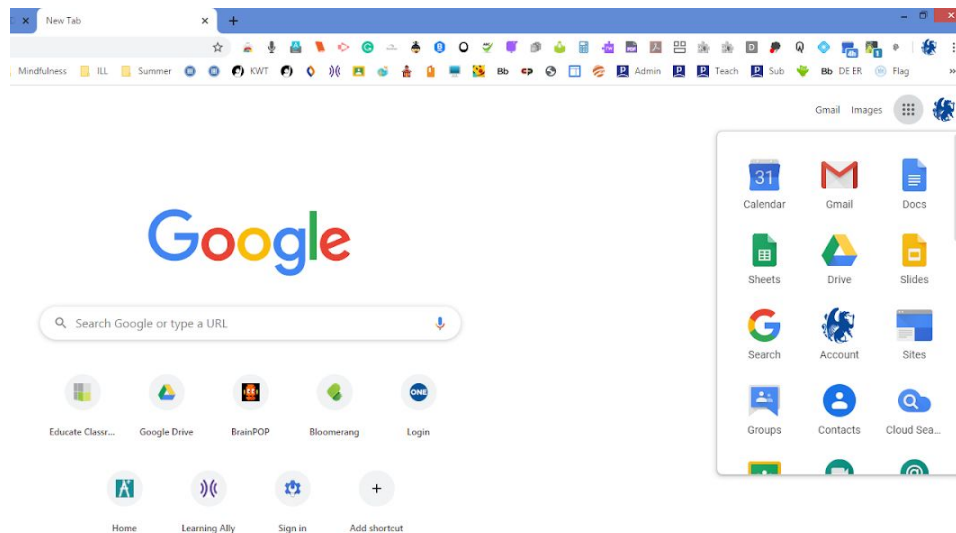 New Tab
Mindfulness ILL Summer KWT Bb Admin Teach Sub Bb DE ER Flag
Gmail Images
31
Calendar Gmail Docs
Google
Sheets Drive Slides
Search Google or type a URL
Search Account Sites
ONE
Educate Classr... Google Drive BrainPOP Bloomerang Login
Groups Contacts Cloud Sea...
Home Learning Ally Sign in Add shortcut